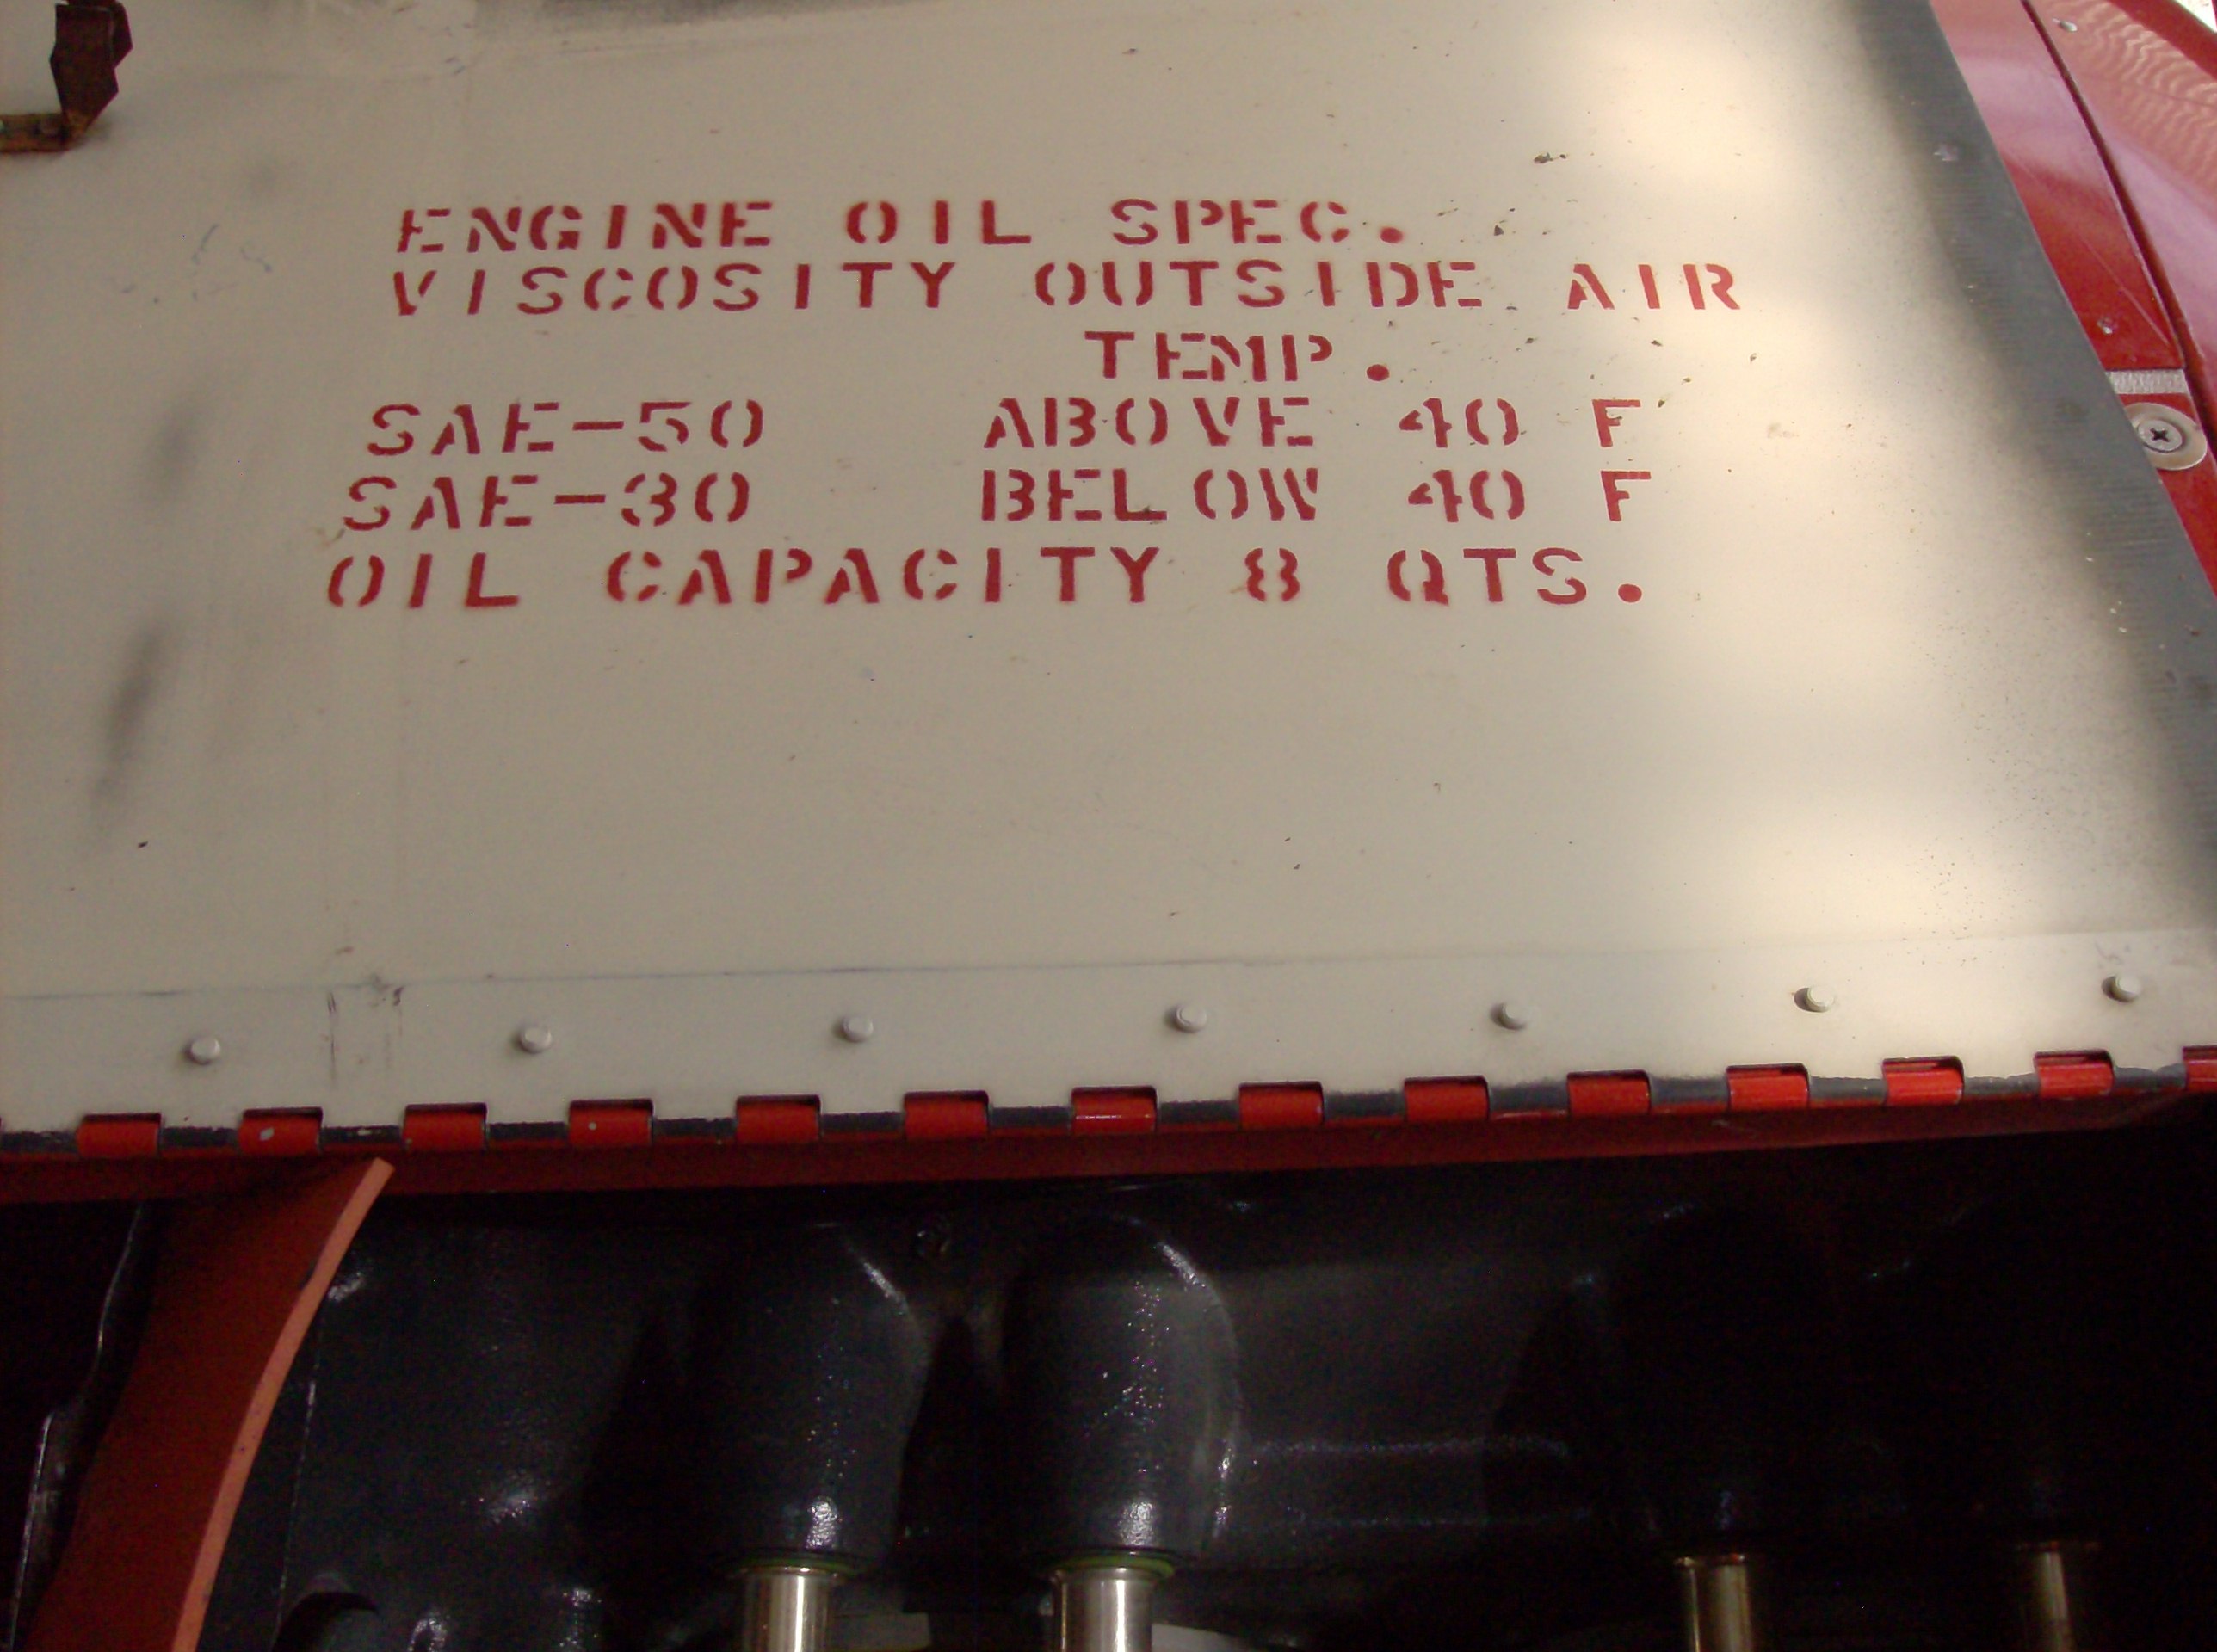 ENGINE OIL SPEC.
VISCOSITY OUTSIDE AIR
TEMP.
SAE-50 ABOVE 40 F
SAE-30 BELOW 40 F
OIL CAPACITY 8 QTS.